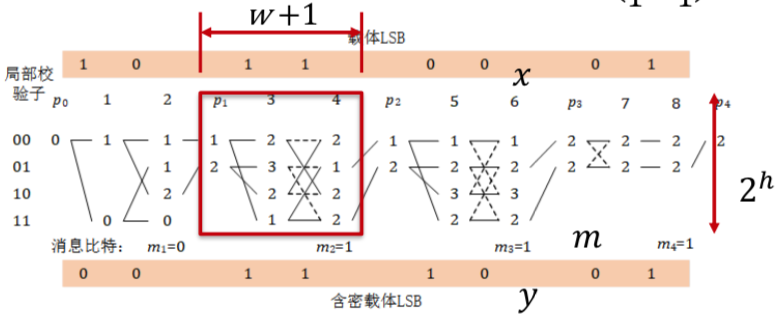 w+1
载体LSB
1 0 1 1 0 0 x 0 1
局部校
验子
p₀ 1 2 p₁ 3 4 p₂ 5 6 p₃ 7 8 p₄
00 0 1 1 1 2 2 1 1 1 2 2 2 2
01 1 2 3 1 2 2 2 2 2 2
10 2 2 2 3 3
11 0 0 1 2 2 2
2ʰ
消息比特: m₁=0 m₂=1 m₃=1 m m₄=1
0 0 1 1 1 0 y 0 1
含密载体LSB